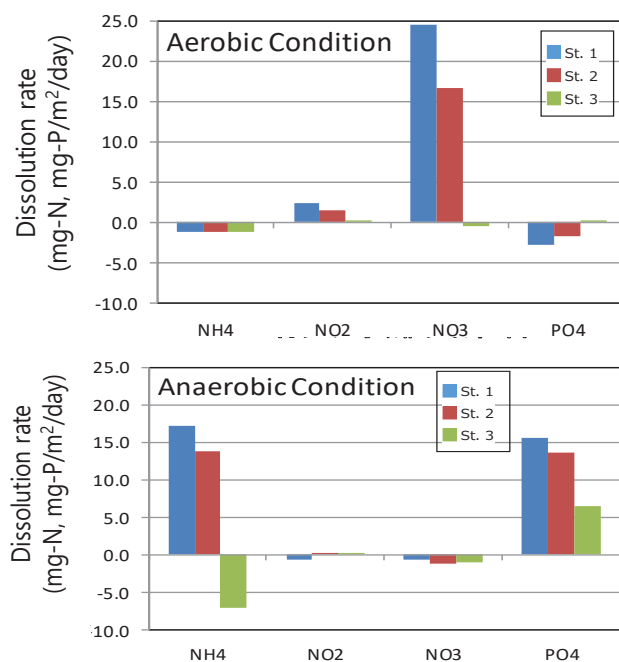 Aerobic Condition
Dissolution rate
(mg-N, mg-P/m²/day)
25.0
20.0
15.0
10.0
5.0
0.0
-5.0
-10.0
St. 1
St. 2
St. 3
NH4 NO2 NO3 PO4
Anaerobic Condition
Dissolution rate
(mg-N, mg-P/m²/day)
25.0
20.0
15.0
10.0
5.0
0.0
-5.0
-10.0
St. 1
St. 2
St. 3
NH4 NO2 NO3 PO4